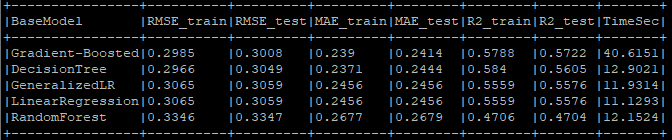 +----------------+----------+---------+---------+--------+--------+-------+-------+
|BaseModel       |RMSE_train|RMSE_test|MAE_train|MAE_test|R2_train|R2_test|TimeSec|
+----------------+----------+---------+---------+--------+--------+-------+-------+
|Gradient-Boosted|0.2985    |0.3008   |0.239    |0.2414  |0.5788  |0.5722 |40.6151|
|DecisionTree    |0.2966    |0.3049   |0.2371   |0.2444  |0.584   |0.5605 |12.9021|
|GeneralizedLR   |0.3065    |0.3059   |0.2456   |0.2456  |0.5559  |0.5576 |11.9314|
|LinearRegression|0.3065    |0.3059   |0.2456   |0.2456  |0.5559  |0.5576 |11.1293|
|RandomForest    |0.3346    |0.3347   |0.2677   |0.2679  |0.4706  |0.4704 |12.1524|
+----------------+----------+---------+---------+--------+--------+-------+-------+